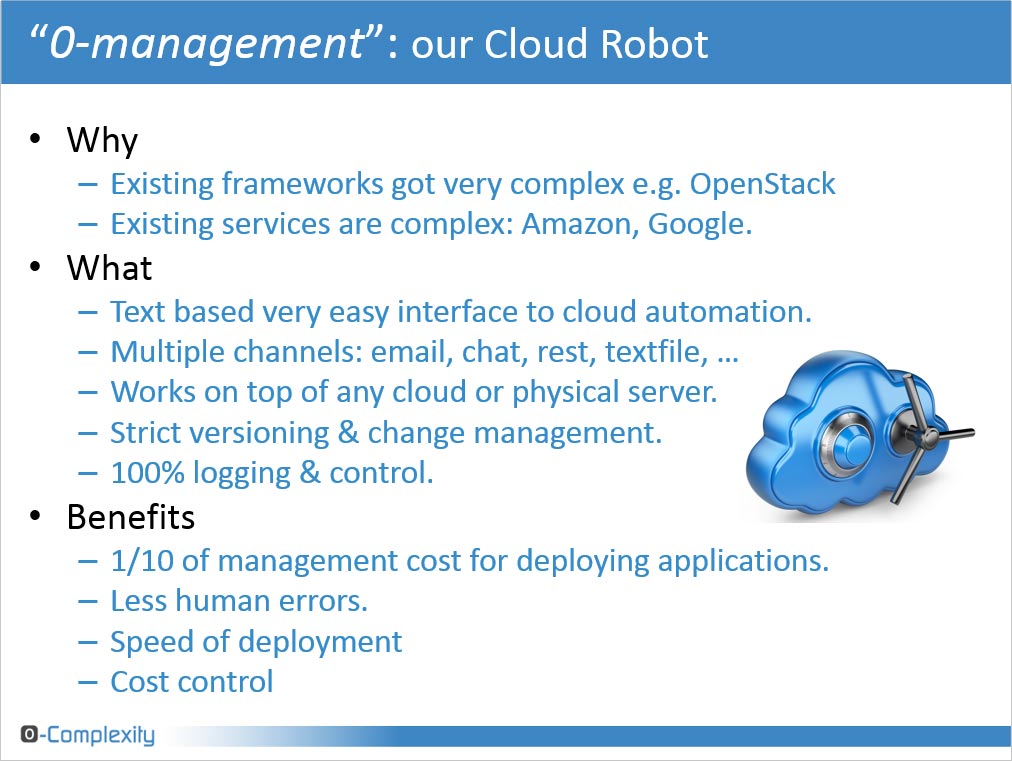 “0-management”: our Cloud Robot
• Why
– Existing frameworks got very complex e.g. OpenStack
– Existing services are complex: Amazon, Google.
• What
– Text based very easy interface to cloud automation.
– Multiple channels: email, chat, rest, textfile, …
– Works on top of any cloud or physical server.
– Strict versioning & change management.
– 100% logging & control.
• Benefits
– 1/10 of management cost for deploying applications.
– Less human errors.
– Speed of deployment
– Cost control
0-Complexity